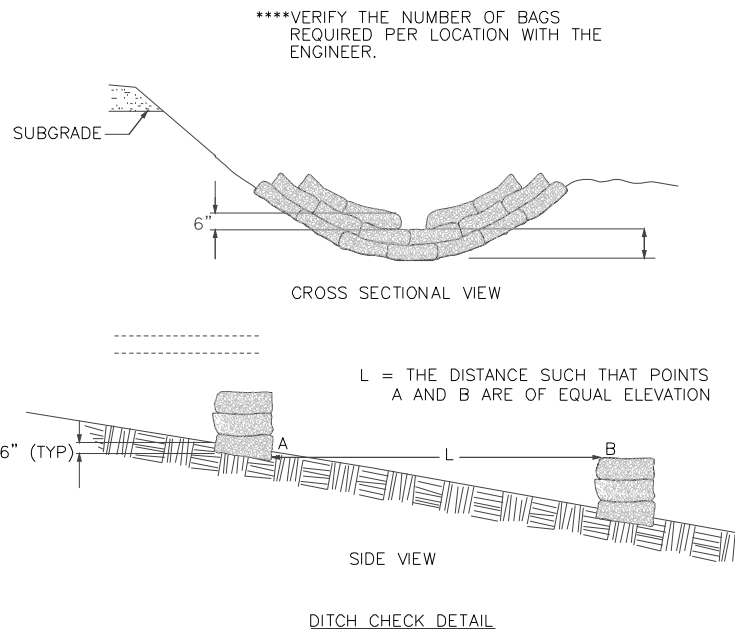 ****VERIFY THE NUMBER OF BAGS
REQUIRED PER LOCATION WITH THE
ENGINEER.
SUBGRADE
6"
CROSS SECTIONAL VIEW
L = THE DISTANCE SUCH THAT POINTS
A AND B ARE OF EQUAL ELEVATION
A
L
B
6" (TYP)
SIDE VIEW
DITCH CHECK DETAIL